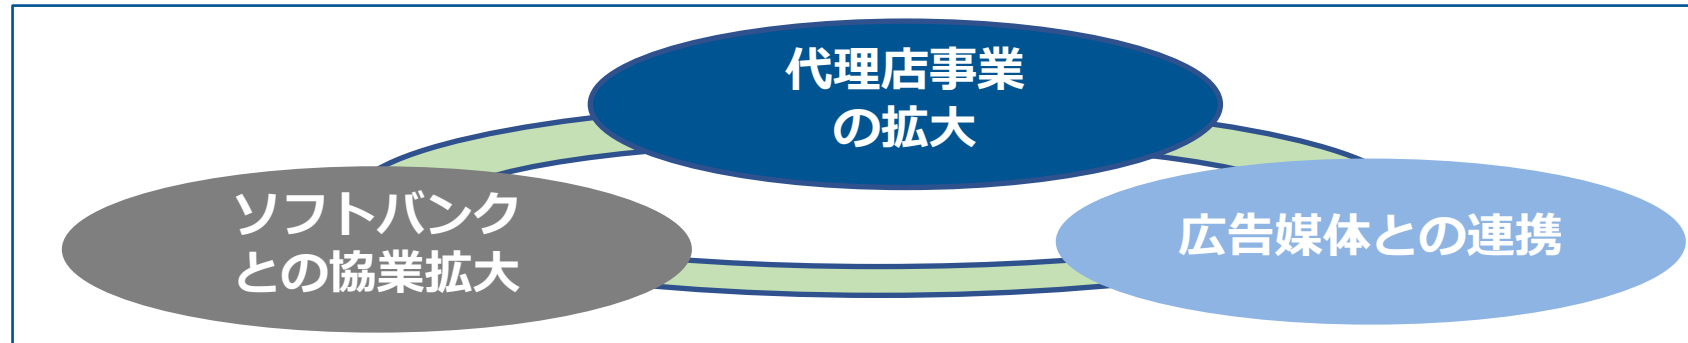 代理店事業
の拡大
ソフトバンク
との協業拡大
広告媒体との連携